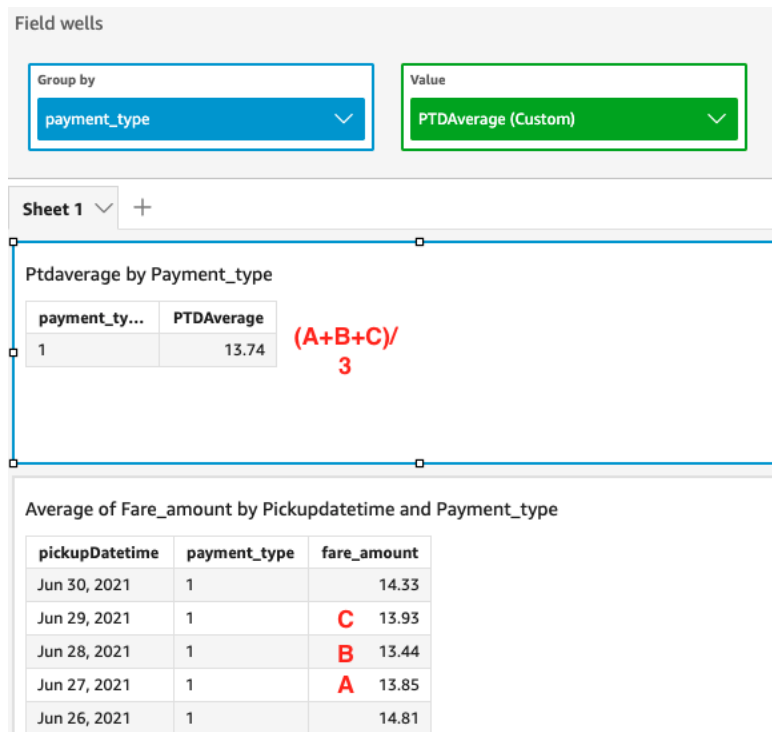 Field wells
Group by
payment_type
Value
PTDAverage (Custom)
Sheet 1
Ptdaverage by Payment_type
payment_ty... PTDAverage
1 13.74
(A+B+C)/
3
Average of Fare_amount by Pickupdatetime and Payment_type
pickupDatetime payment_type fare_amount
Jun 30, 2021 1 14.33
Jun 29, 2021 1 C 13.93
Jun 28, 2021 1 B 13.44
Jun 27, 2021 1 A 13.85
Jun 26, 2021 1 14.81